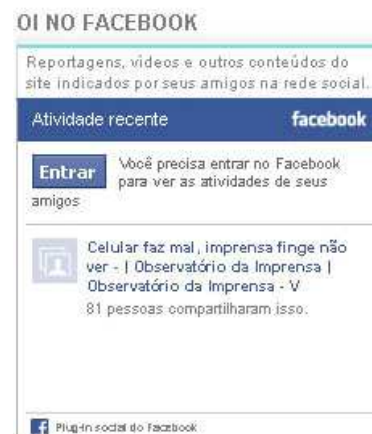 OI NO FACEBOOK
Reportagens, vídeos e outros conteúdos do
site indicados por seus amigos na rede social.
Atividade recente facebook
Entrar Você precisa entrar no Facebook
para ver as atividades de seus
amigos
Celular faz mal, imprensa finge não
ver - | Observatório da Imprensa |
Observatório da Imprensa - V
81 pessoas compartilharam isso.
f Plug-in social do Facebook